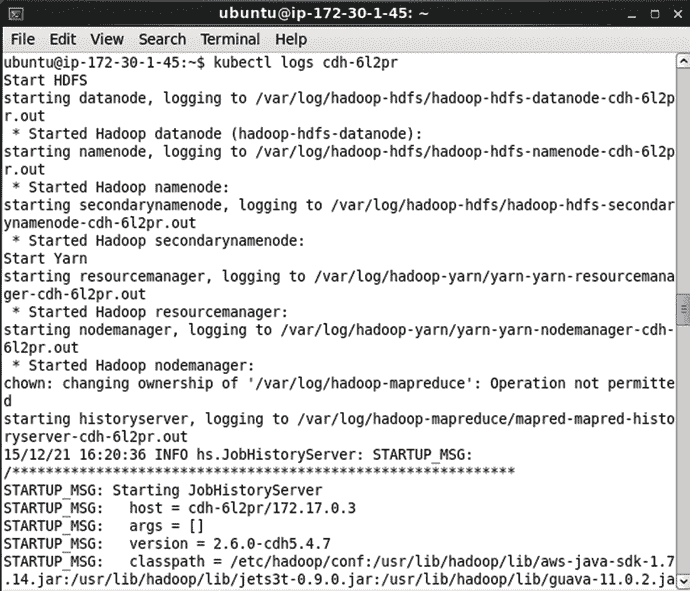 ubuntu@ip-172-30-1-45: ~
File Edit View Search Terminal Help
ubuntu@ip-172-30-1-45:~$ kubectl logs cdh-6l2pr
Start HDFS
starting datanode, logging to /var/log/hadoop-hdfs/hadoop-hdfs-datanode-cdh-6l2p
r.out
 * Started Hadoop datanode (hadoop-hdfs-datanode):
starting namenode, logging to /var/log/hadoop-hdfs/hadoop-hdfs-namenode-cdh-6l2p
r.out
 * Started Hadoop namenode:
starting secondarynamenode, logging to /var/log/hadoop-hdfs/hadoop-hdfs-secondar
ynamenode-cdh-6l2pr.out
 * Started Hadoop secondarynamenode:
Start Yarn
starting resourcemanager, logging to /var/log/hadoop-yarn/yarn-yarn-resourcemana
ger-cdh-6l2pr.out
 * Started Hadoop resourcemanager:
starting nodemanager, logging to /var/log/hadoop-yarn/yarn-yarn-nodemanager-cdh-
6l2pr.out
 * Started Hadoop nodemanager:
chown: changing ownership of '/var/log/hadoop-mapreduce': Operation not permitte
d
starting historyserver, logging to /var/log/hadoop-mapreduce/mapred-mapred-histo
ryserver-cdh-6l2pr.out
15/12/21 16:20:36 INFO hs.JobHistoryServer: STARTUP_MSG:
/************************************************************
STARTUP_MSG: Starting JobHistoryServer
STARTUP_MSG:   host = cdh-6l2pr/172.17.0.3
STARTUP_MSG:   args = []
STARTUP_MSG:   version = 2.6.0-cdh5.4.7
STARTUP_MSG:   classpath = /etc/hadoop/conf:/usr/lib/hadoop/lib/aws-java-sdk-1.7
.14.jar:/usr/lib/hadoop/lib/jets3t-0.9.0.jar:/usr/lib/hadoop/lib/guava-11.0.2.ja